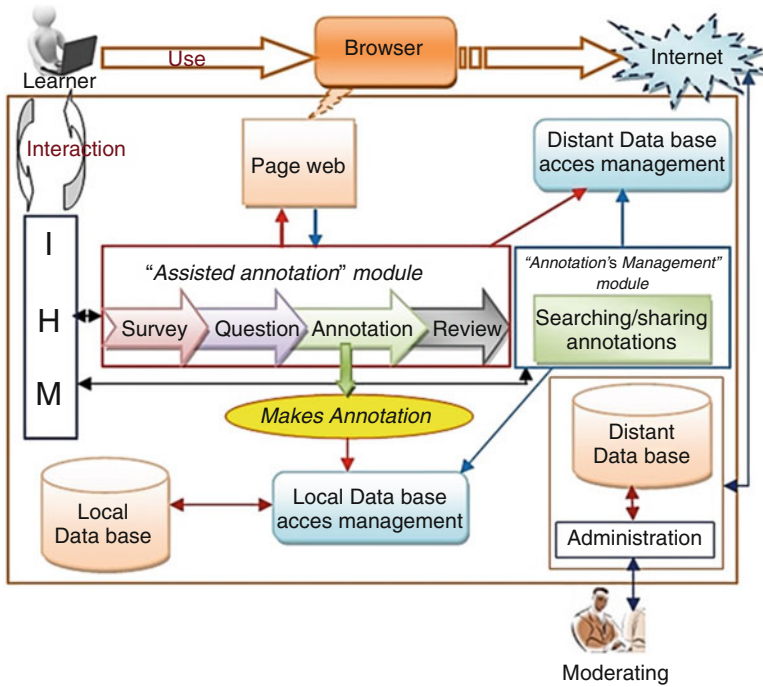 Learner
Use
Browser
Internet
Interaction
Page web
Distant Data base
acces management
I
H
M
“Assisted annotation” module
Survey
Question
Annotation
Review
“Annotation’s Management”
module
Searching/sharing
annotations
Makes Annotation
Distant
Data base
Local
Data base
Local Data base
acces management
Administration
Moderating